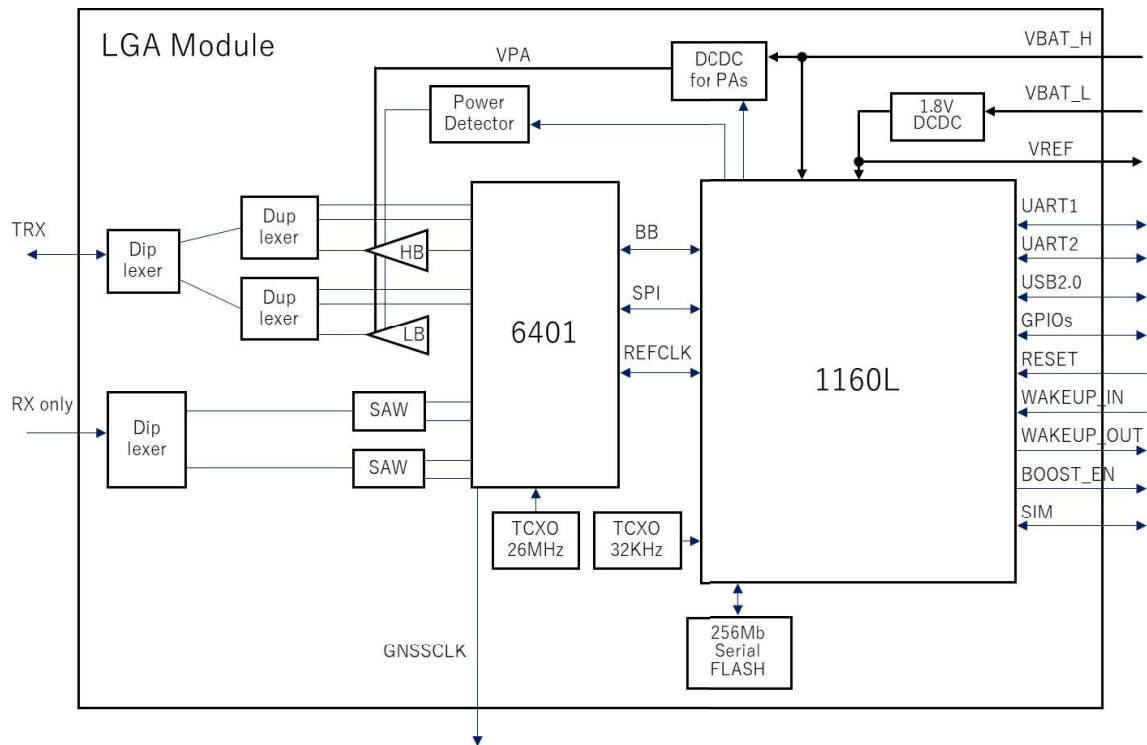 LGA Module
VPA
DCDC
for PAs
VBAT_H
Power
Detector
1.8V
DCDC
VBAT_L
VREF
TRX
Dip
lexer
Dup
lexer
HB
Dup
lexer
LB
6401
BB
SPI
REFCLK
1160L
UART1
UART2
USB2.0
GPIOs
RESET
WAKEUP_IN
WAKEUP_OUT
BOOST_EN
SIM
RX only
Dip
lexer
SAW
SAW
TCXO
26MHz
TCXO
32KHz
256Mb
Serial
FLASH
GNSSCLK